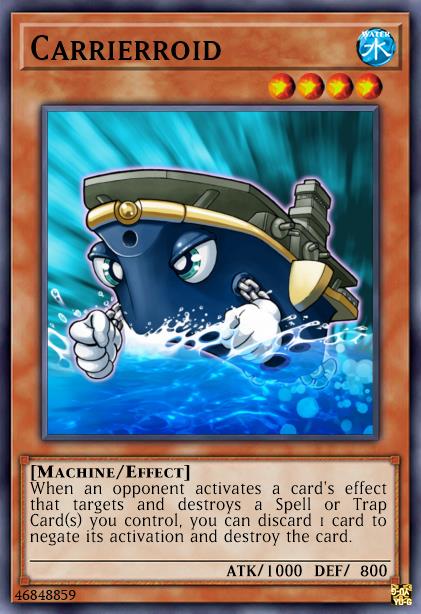 CARRIERROID
WATER
水
[MACHINE/EFFECT]
When an opponent activates a card's effect
that targets and destroys a Spell or Trap
Card(s) you control, you can discard 1 card to
negate its activation and destroy the card.
ATK/1000 DEF/ 800
46848859